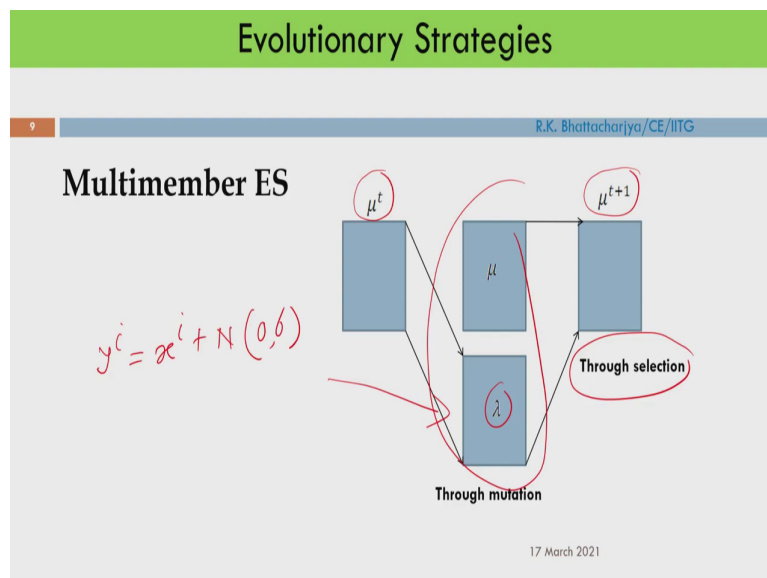 Evolutionary Strategies
9
R.K. Bhattacharjya/CE/IITG
Multimember ES
μ^t
μ^{t+1}
μ
y^i = x^i + N(0,σ)
Through selection
λ
Through mutation
17 March 2021